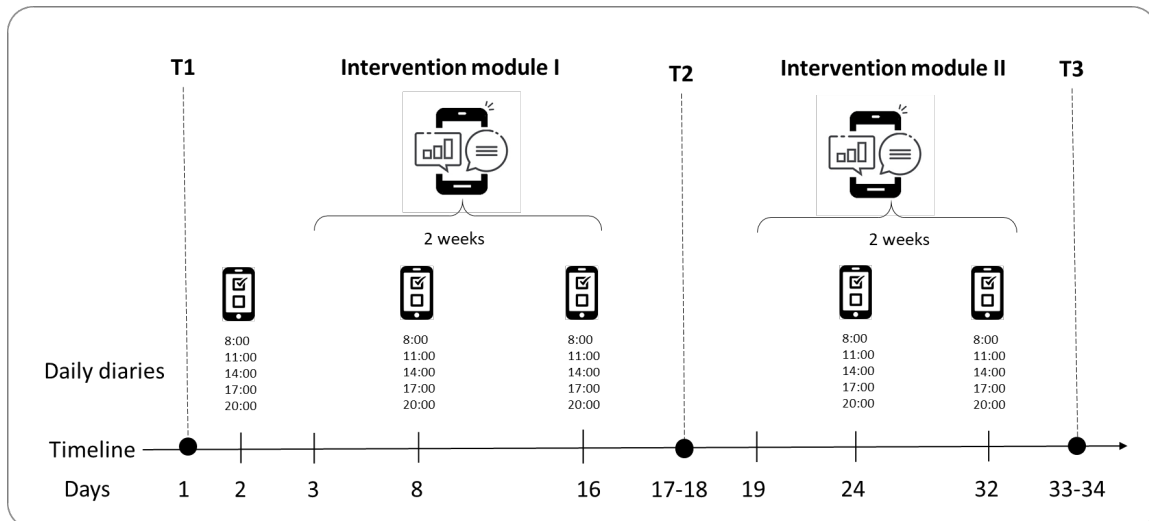 T1
Intervention module I
T2
Intervention module II
T3
2 weeks
2 weeks
Daily diaries
8:00
11:00
14:00
17:00
20:00
8:00
11:00
14:00
17:00
20:00
8:00
11:00
14:00
17:00
20:00
8:00
11:00
14:00
17:00
20:00
8:00
11:00
14:00
17:00
20:00
Timeline
Days 1 2 3 8 16 17-18 19 24 32 33-34